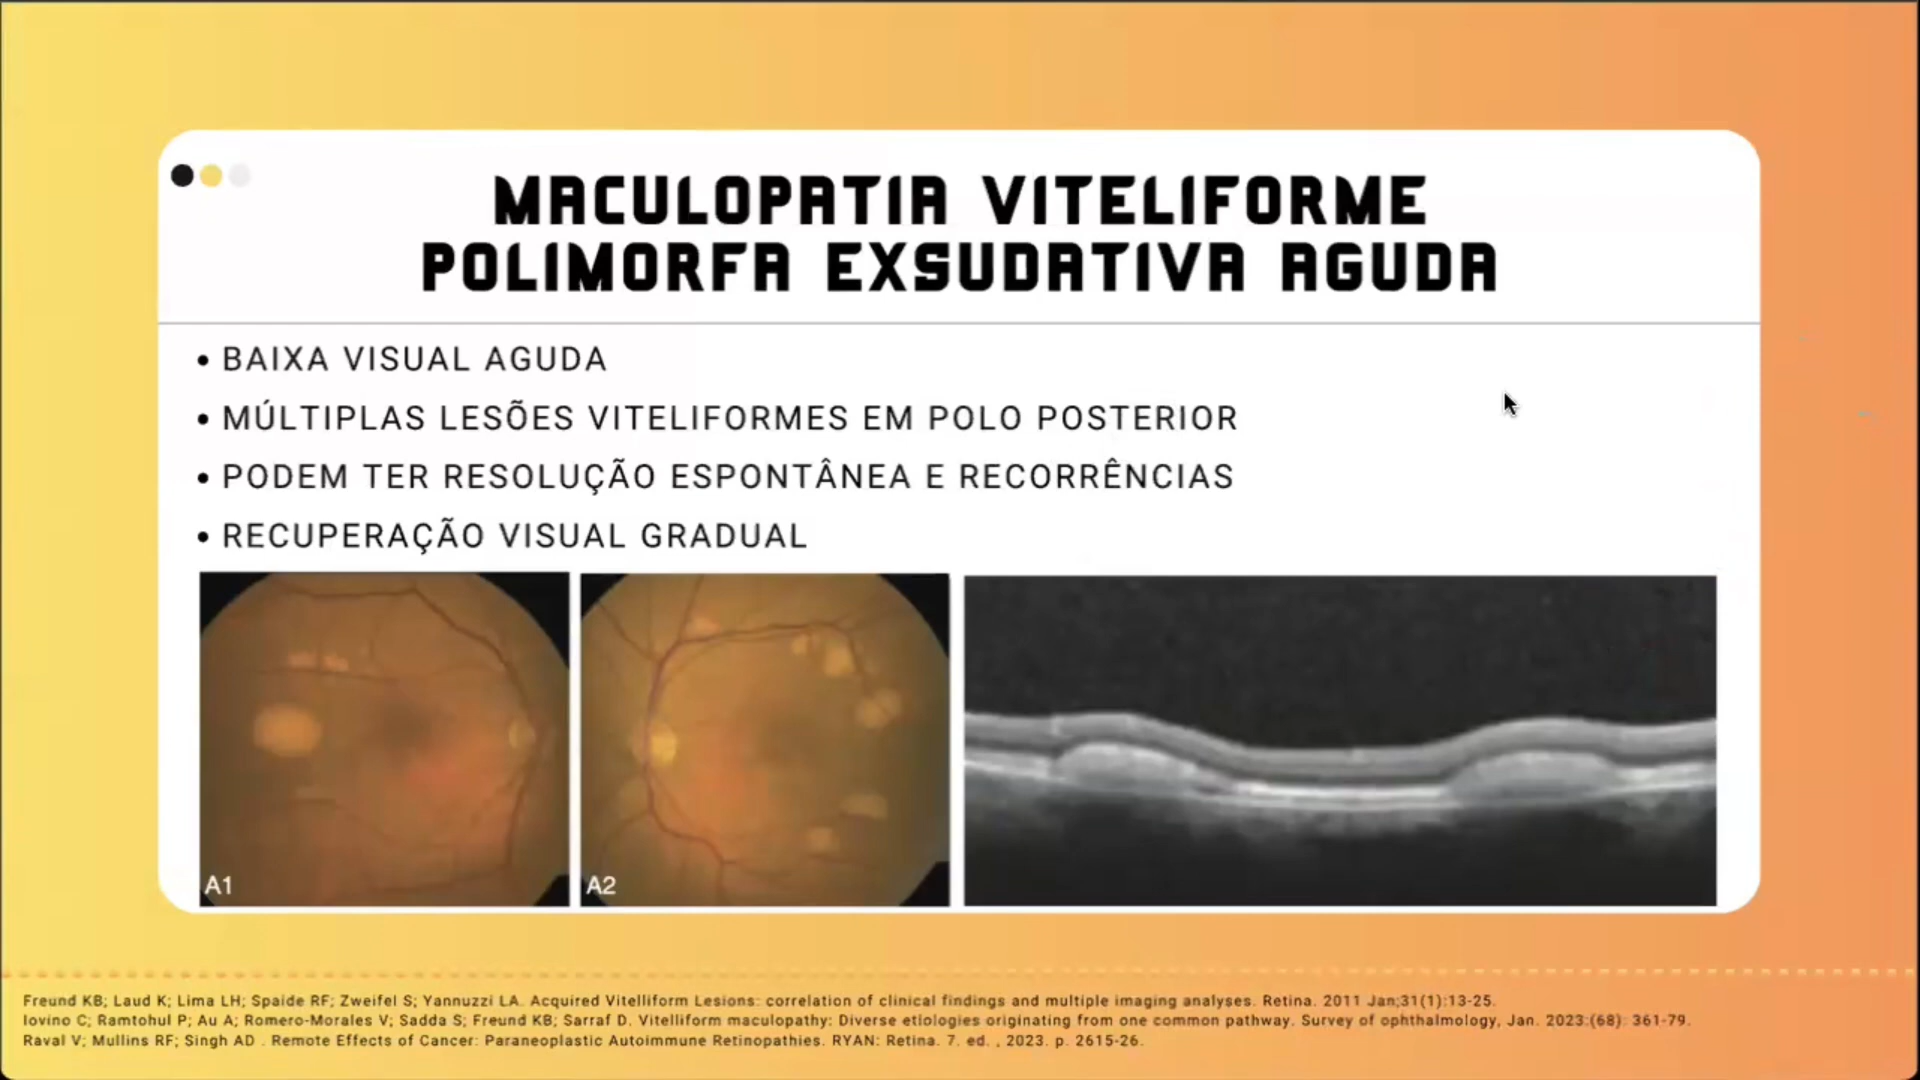 MACULOPATIA VITELIFORME
POLIMORFA EXSUDATIVA AGUDA
• BAIXA VISUAL AGUDA
• MÚLTIPLAS LESÕES VITELIFORMES EM POLO POSTERIOR
• PODEM TER RESOLUÇÃO ESPONTÂNEA E RECORRÊNCIAS
• RECUPERAÇÃO VISUAL GRADUAL
A1
A2
Freund KB; Laud K; Lima LH; Spaide RF; Zweifel S; Yannuzzi LA. Acquired Vitelliform Lesions: correlation of clinical findings and multiple imaging analyses. Retina. 2011 Jan;31(1):13-25.
Iovino C; Ramtohul P; Au A; Romero-Morales V; Sadda S; Freund KB; Sarraf D. Vitelliform maculopathy: Diverse etiologies originating from one common pathway. Survey of ophthalmology, Jan. 2023:(68): 361-79.
Raval V; Mullins RF; Singh AD . Remote Effects of Cancer: Paraneoplastic Autoimmune Retinopathies. RYAN: Retina. 7. ed. , 2023. p. 2615-26.